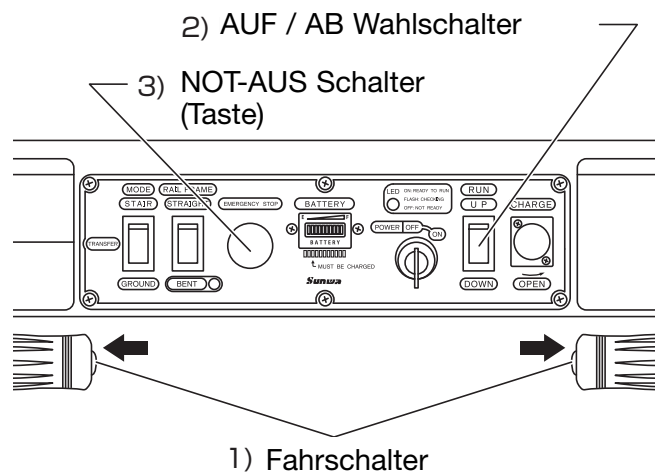 2) AUF / AB Wahlschalter
3) NOT-AUS Schalter
(Taste)
MODE
RAIL FRAME
LED ON:READY TO RUN
FLASH:CHECKING
OFF:NOT READY
RUN
STAIR
STRAIGHT
EMERGENCY STOP
BATTERY
UP
CHARGE
E F
POWER OFF ON
TRANSFER
BATTERY
MUST BE CHARGED
Sunwa
GROUND
BENT
DOWN
OPEN
1) Fahrschalter